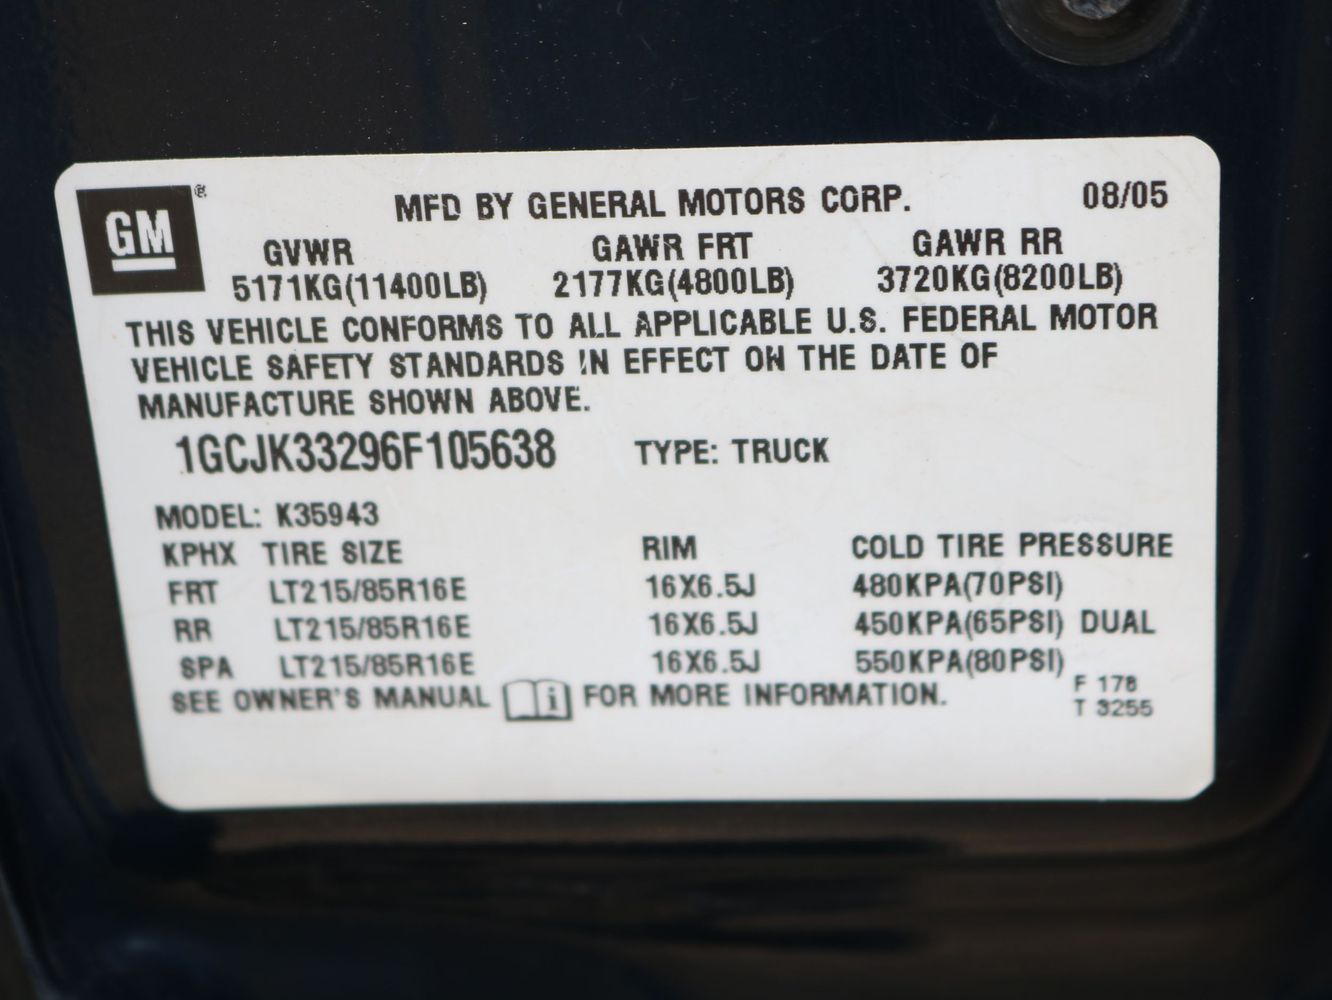 GM ®
MFD BY GENERAL MOTORS CORP. 08/05
GVWR GAWR FRT GAWR RR
5171KG(11400LB) 2177KG(4800LB) 3720KG(8200LB)
THIS VEHICLE CONFORMS TO ALL APPLICABLE U.S. FEDERAL MOTOR
VEHICLE SAFETY STANDARDS IN EFFECT ON THE DATE OF
MANUFACTURE SHOWN ABOVE.
1GCJK33296F105638 TYPE: TRUCK
MODEL: K35943
KPHX TIRE SIZE RIM COLD TIRE PRESSURE
FRT LT215/85R16E 16X6.5J 480KPA(70PSI)
RR LT215/85R16E 16X6.5J 450KPA(65PSI) DUAL
SPA LT215/85R16E 16X6.5J 550KPA(80PSI)
SEE OWNER'S MANUAL i FOR MORE INFORMATION.
F 178
T 3255